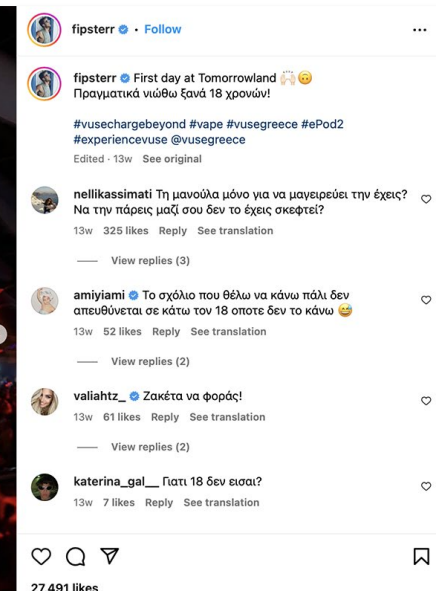 fipsterr • Follow
fipsterr First day at Tomorrowland 🙌🏻🙃
Πραγματικά νιώθω ξανά 18 χρονών!
#vusechargebeyond #vape #vusegreece #ePod2
#experiencevuse @vusegreece
Edited · 13w See original
nellikassimati Τη μανούλα μόνο για να μαγειρεύει την έχεις?
Να την πάρεις μαζί σου δεν το έχεις σκεφτεί?
13w 325 likes Reply See translation
View replies (3)
amiyiami Το σχόλιο που θέλω να κάνω πάλι δεν
απευθύνεται σε κάτω τον 18 οποτε δεν το κάνω 😅
13w 52 likes Reply See translation
View replies (2)
valiahtz_ Ζακέτα να φοράς!
13w 61 likes Reply See translation
View replies (2)
katerina_gal__ Γιατι 18 δεν εισαι?
13w 7 likes Reply See translation
27,491 likes